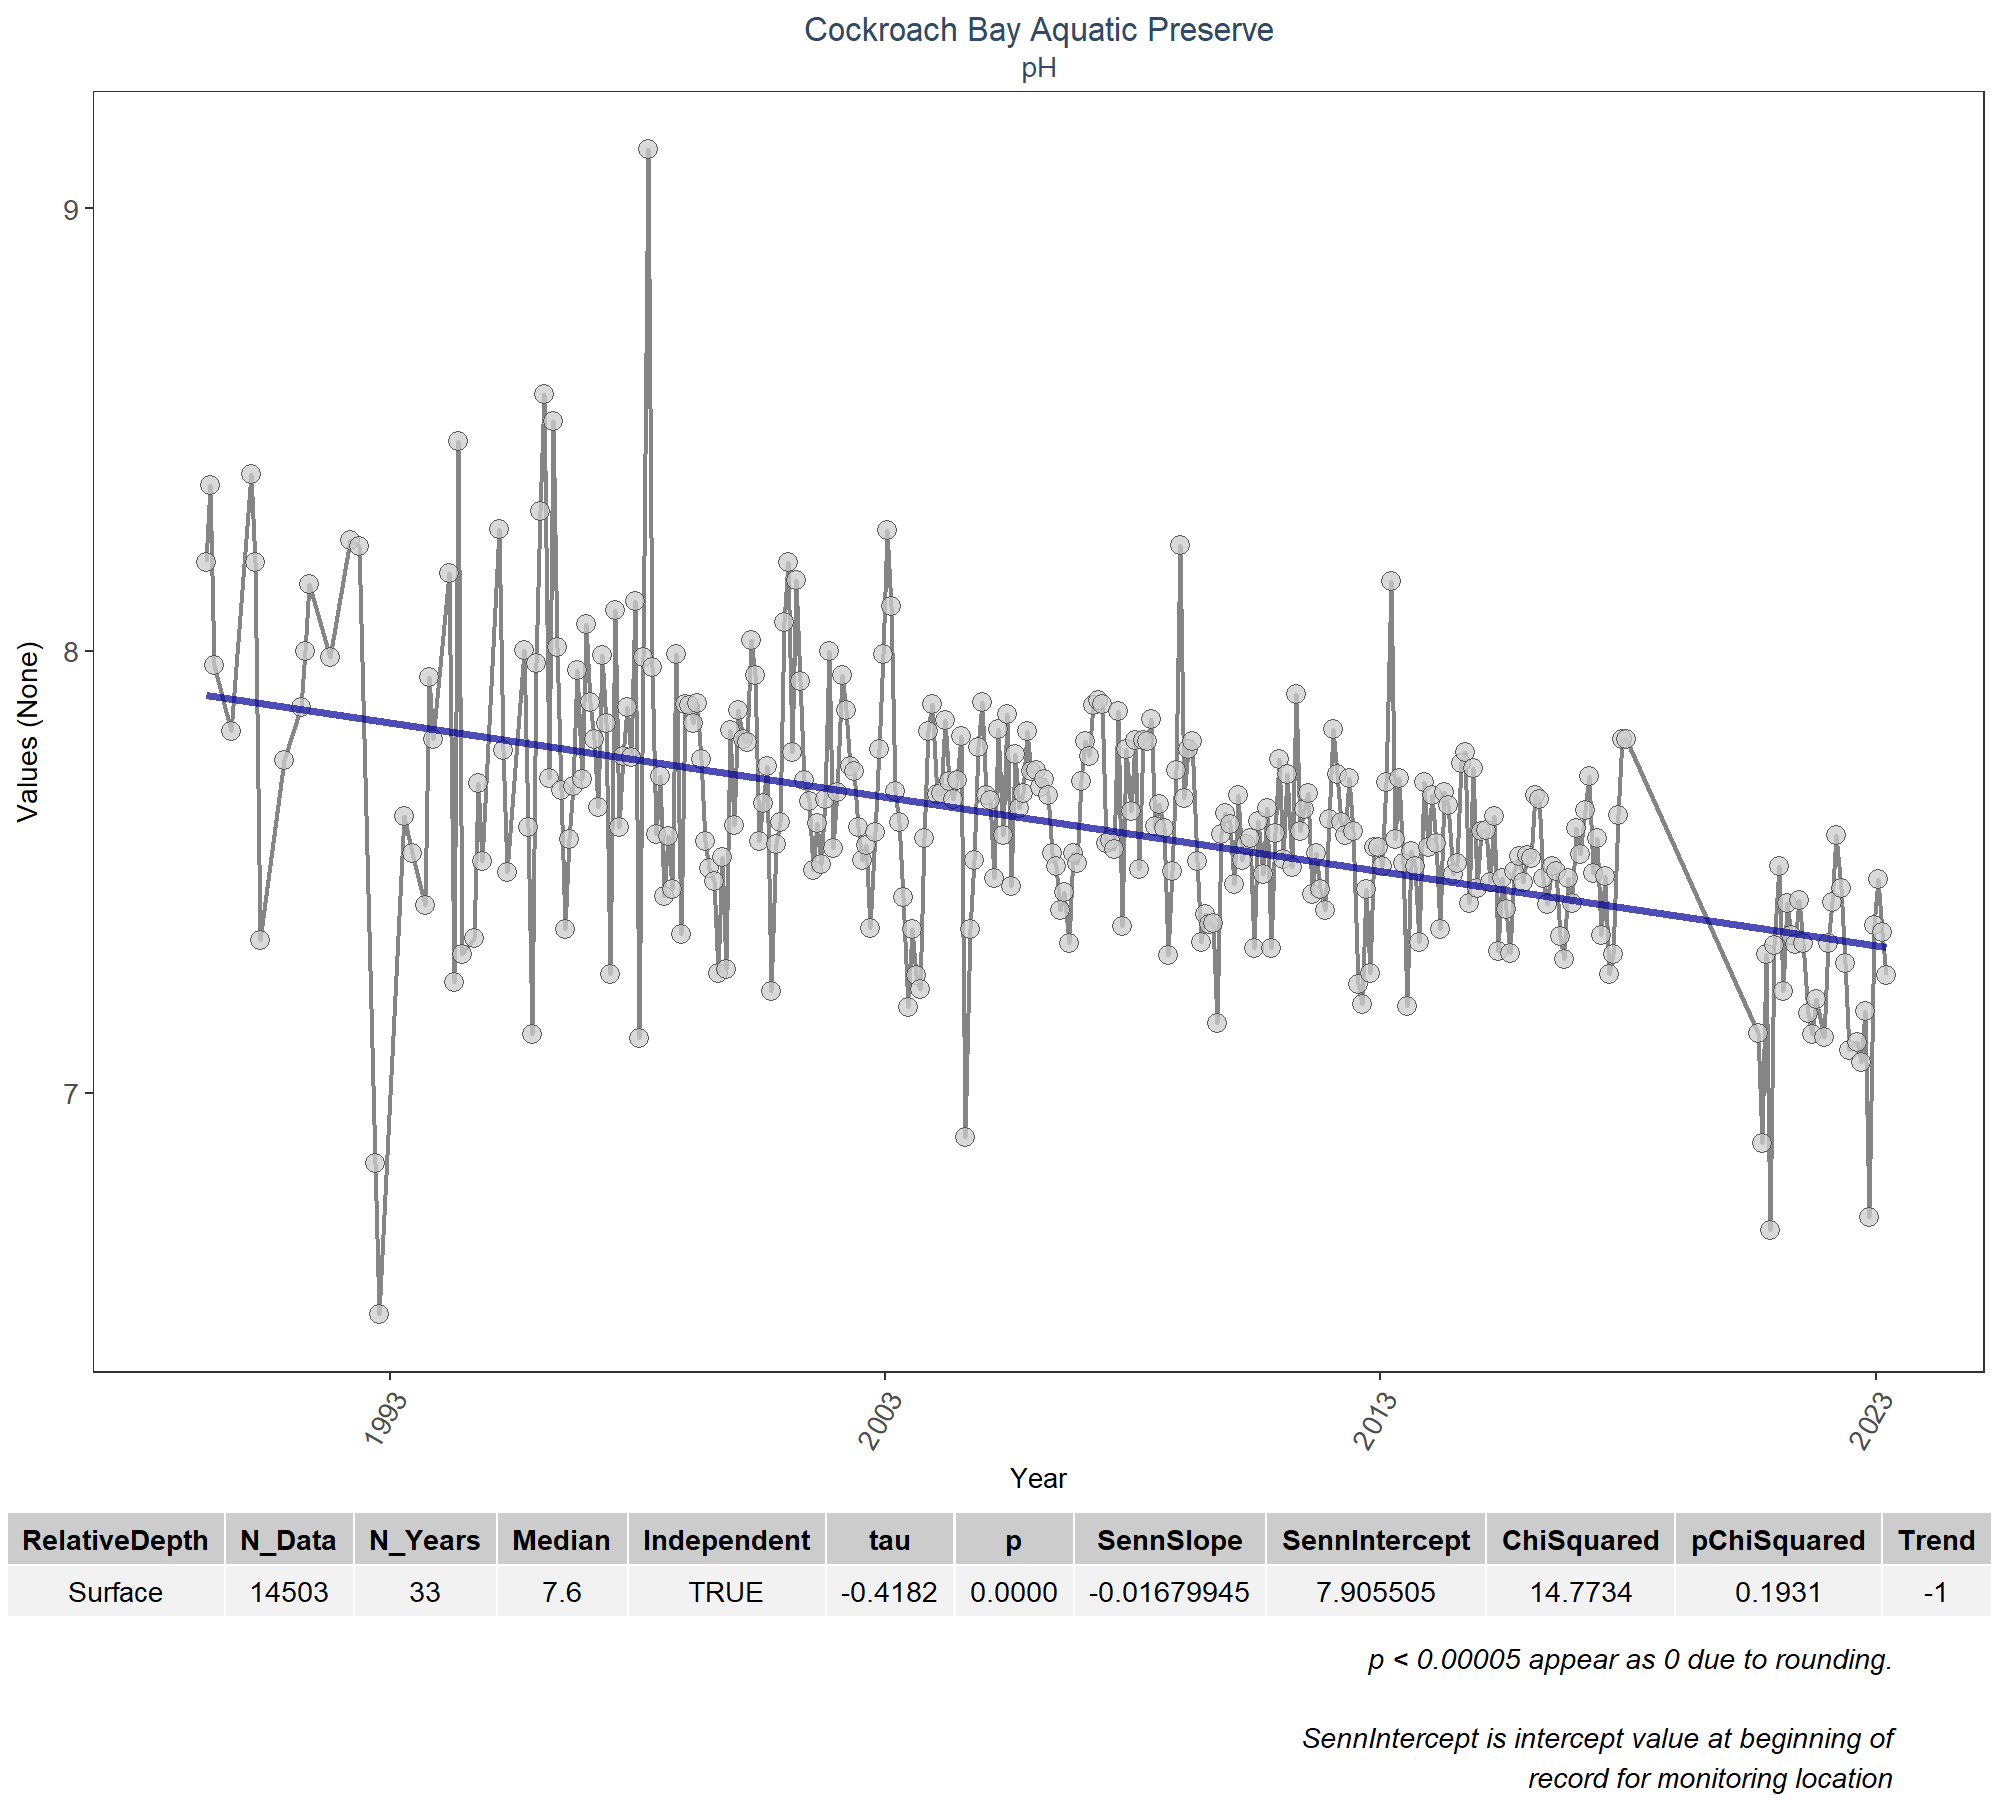 Cockroach Bay Aquatic Preserve
pH
Values (None)
9
8
7
1993
2003
2013
2023
Year
RelativeDepth N_Data N_Years Median Independent tau p SennSlope SennIntercept ChiSquared pChiSquared Trend
Surface 14503 33 7.6 TRUE -0.4182 0.0000 -0.01679945 7.905505 14.7734 0.1931 -1
p < 0.00005 appear as 0 due to rounding.
SennIntercept is intercept value at beginning of
record for monitoring location